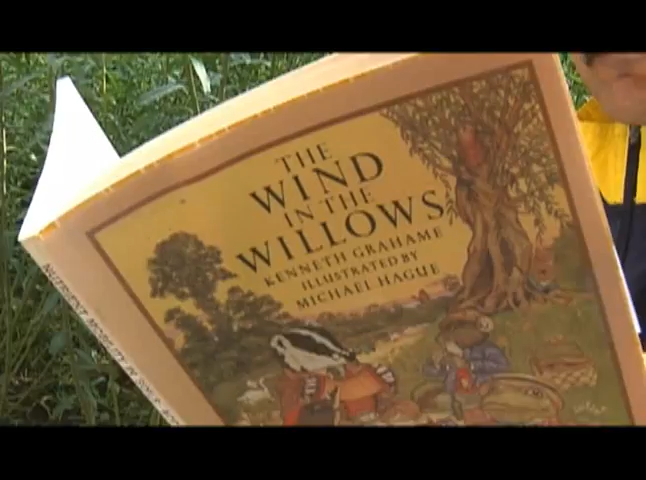 THE
WIND
IN THE
WILLOWS
KENNETH GRAHAME
ILLUSTRATED BY
MICHAEL HAGUE